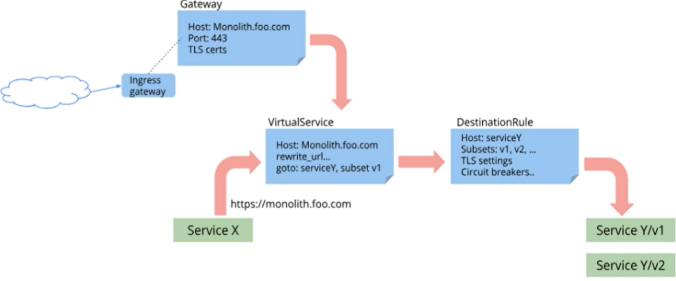 Gateway
Host: Monolith.foo.com
Port: 443
TLS certs
Ingress
gateway
VirtualService
Host: Monolith.foo.com
rewrite_url...
goto: serviceY, subset v1
DestinationRule
Host: serviceY
Subsets: v1, v2, ...
TLS settings
Circuit breakers..
https://monolith.foo.com
Service X
Service Y/v1
Service Y/v2